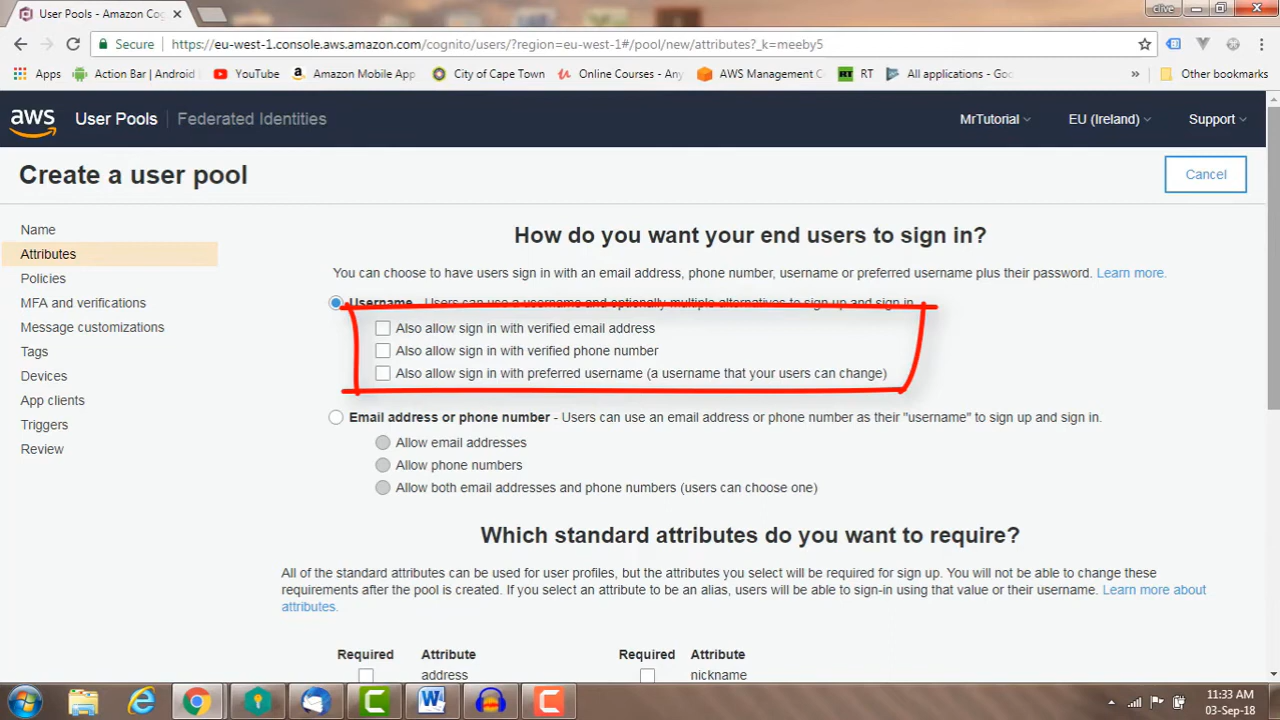 User Pools - Amazon Cog
clive
Secure
https://eu-west-1.console.aws.amazon.com/cognito/users/?region=eu-west-1#/pool/new/attributes?_k=meeby5
Apps
Action Bar | Android
YouTube
Amazon Mobile App
City of Cape Town
Online Courses - Any
AWS Management C
RT
All applications - Goo
»
Other bookmarks
aws
User Pools
Federated Identities
MrTutorial
EU (Ireland)
Support
Create a user pool
Cancel
Name
Attributes
Policies
MFA and verifications
Message customizations
Tags
Devices
App clients
Triggers
Review
How do you want your end users to sign in?
You can choose to have users sign in with an email address, phone number, username or preferred username plus their password. Learn more.
Username - Users can use a username and optionally multiple alternatives to sign up and sign in.
Also allow sign in with verified email address
Also allow sign in with verified phone number
Also allow sign in with preferred username (a username that your users can change)
Email address or phone number - Users can use an email address or phone number as their "username" to sign up and sign in.
Allow email addresses
Allow phone numbers
Allow both email addresses and phone numbers (users can choose one)
Which standard attributes do you want to require?
All of the standard attributes can be used for user profiles, but the attributes you select will be required for sign up. You will not be able to change these
requirements after the pool is created. If you select an attribute to be an alias, users will be able to sign-in using that value or their username. Learn more about
attributes.
Required Attribute Required Attribute
address nickname
11:33 AM
03-Sep-18